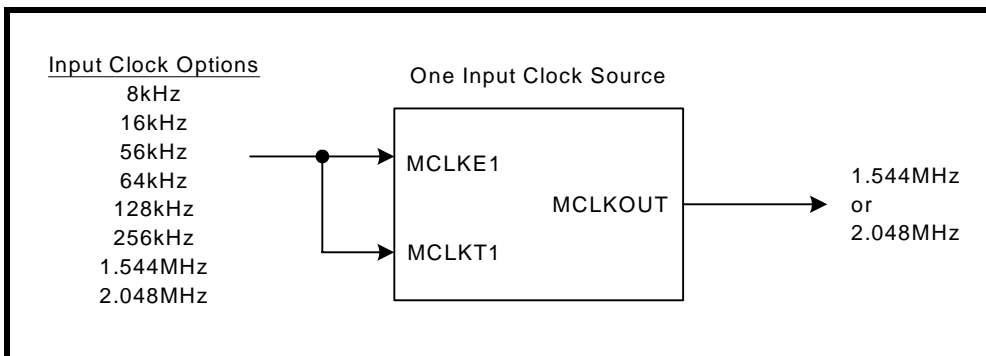 Input Clock Options
8kHz
16kHz
56kHz
64kHz
128kHz
256kHz
1.544MHz
2.048MHz
One Input Clock Source
MCLKE1
MCLKT1
MCLKOUT
1.544MHz
or
2.048MHz